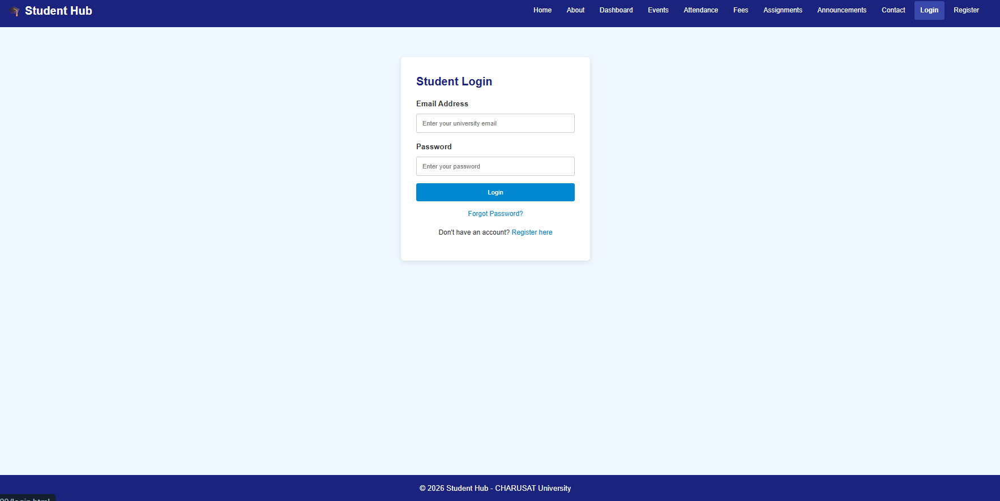 Student Hub
Home About Dashboard Events Attendance Fees Assignments Announcements Contact Login Register
Student Login
Email Address
Enter your university email
Password
Enter your password
Login
Forgot Password?
Don't have an account? Register here
© 2026 Student Hub - CHARUSAT University
/login.html